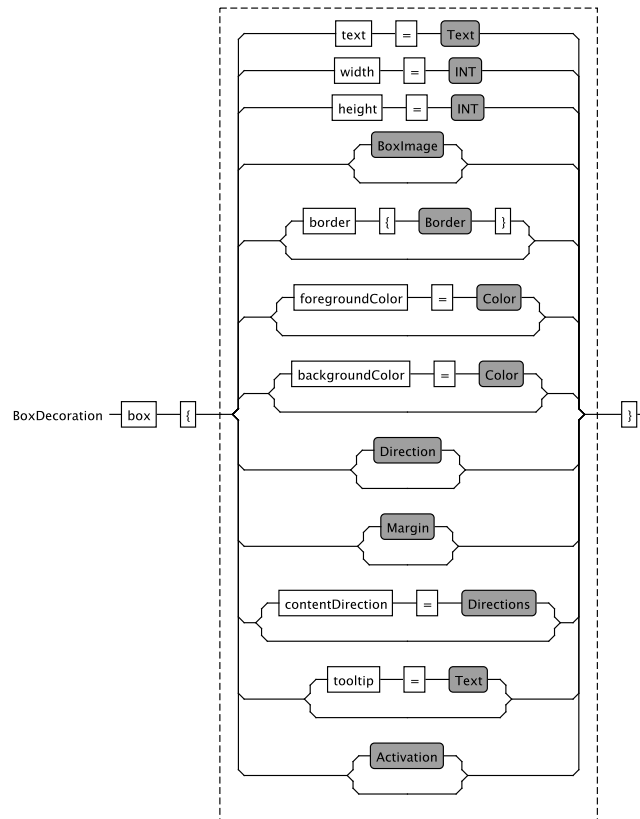 text = Text
width = INT
height = INT
BoxImage
border { Border }
foregroundColor = Color
backgroundColor = Color
BoxDecoration box { }
Direction
Margin
contentDirection = Directions
tooltip = Text
Activation